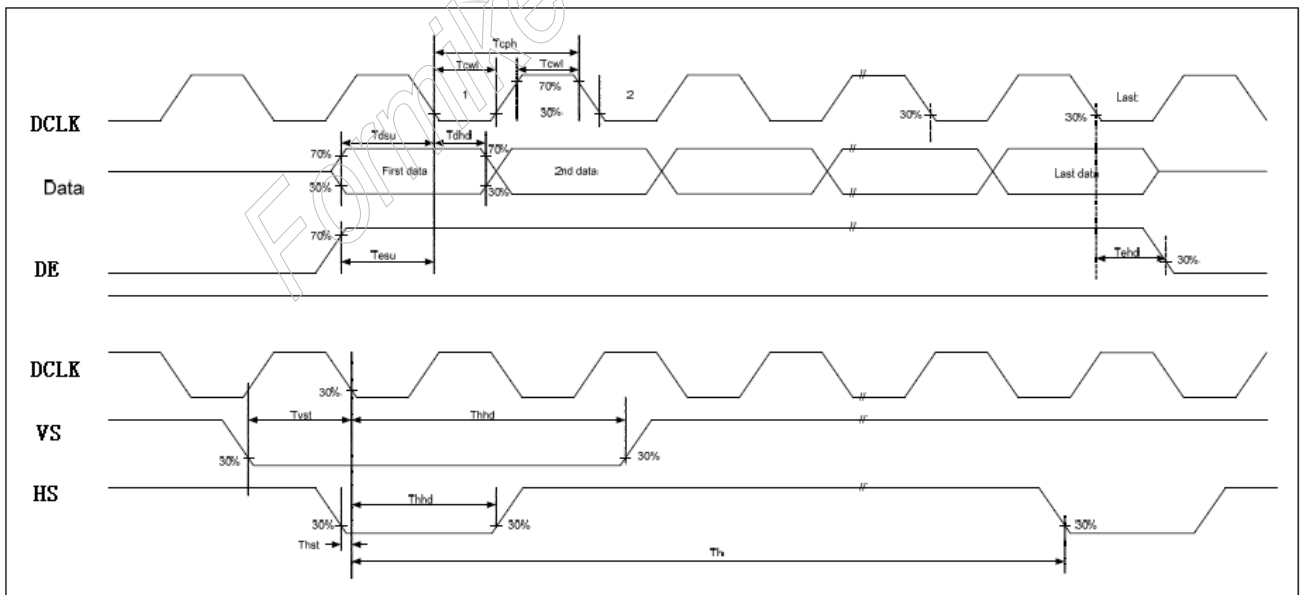 Formike
Tcph
Tcwl Tcwl
1 70% 2 Last
30% 30% 30%
DCLK
Tdsu Tdhd
70% 70%
First data 2nd data Last data
30% 30%
Data
70%
Tesu Tehd 30%
DE
DCLK
30%
Tvst Thhd
VS
30% 30%
HS
Thhd
30% 30% 30%
Thst Th